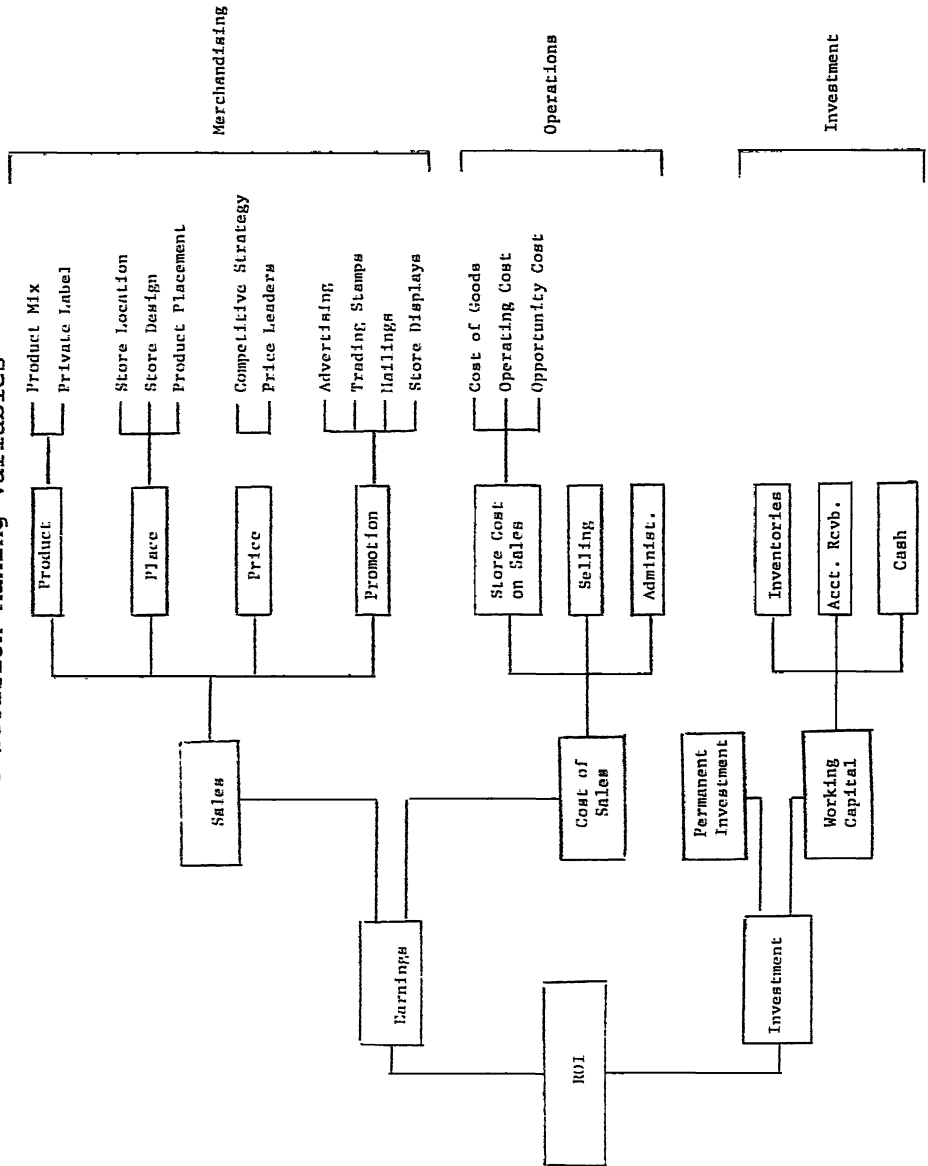 Variables
Product Mix
Private Label
Product
Store Location
Store Design
Product Placement
Place
Competitive Strategy
Price Leaders
Price
Advertising
Trading Stamps
Mailings
Store Displays
Promotion
Merchandising
Sales
Cost of Goods
Operating Cost
Opportunity Cost
Store Cost
on Sales
Selling
Administ.
Operations
Cost of
Sales
Earnings
ROI
Permanent
Investment
Inventories
Acct. Rcvb.
Cash
Working
Capital
Investment
Investment